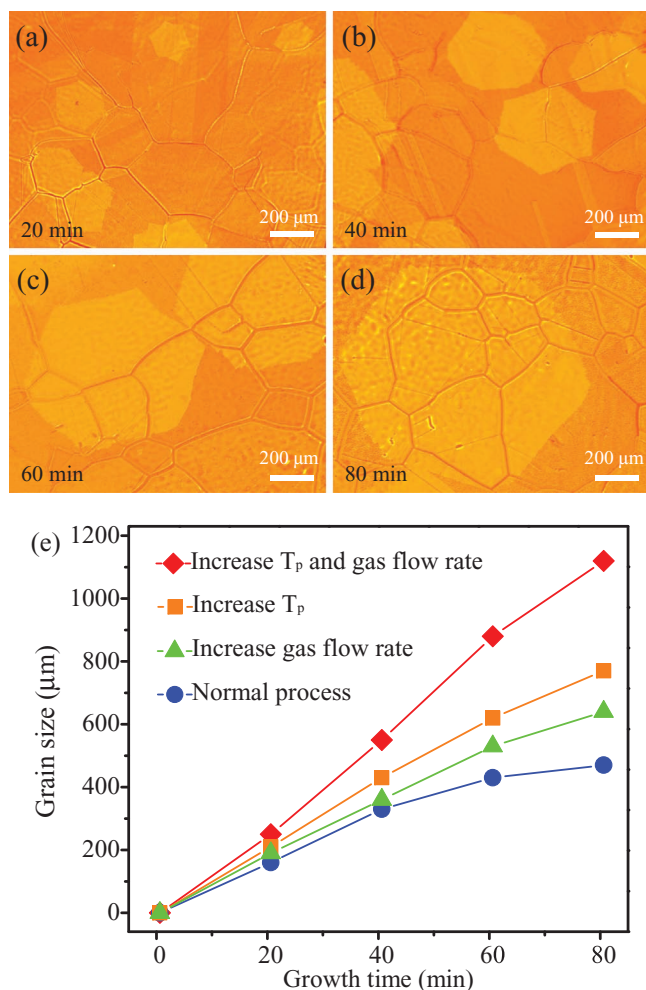 (a)
20 min
200 μm
(b)
40 min
200 μm
(c)
60 min
200 μm
(d)
80 min
200 μm
(e)
Increase Tₚ and gas flow rate
Increase Tₚ
Increase gas flow rate
Normal process
Grain size (μm)
1200
1000
800
600
400
200
0
0 20 40 60 80
Growth time (min)